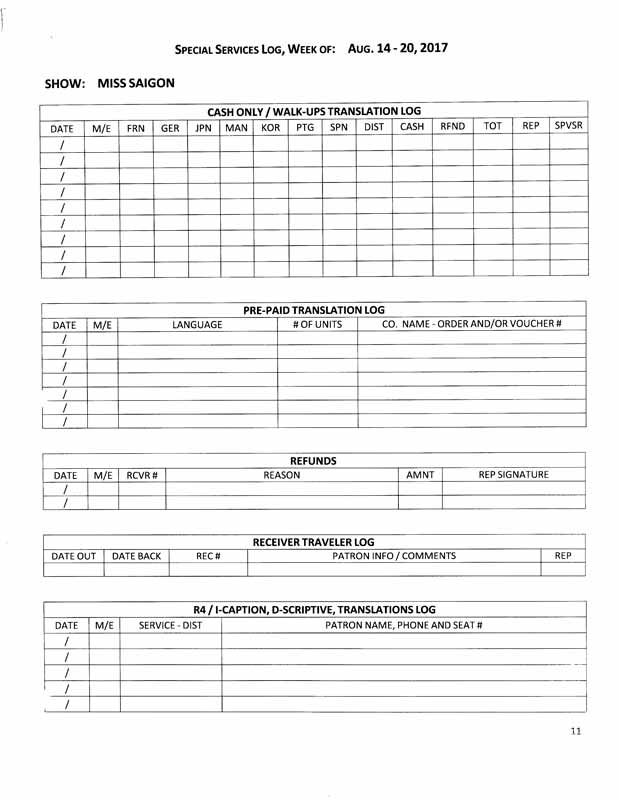 SPECIAL SERVICES LOG, WEEK OF: AUG. 14 - 20, 2017
SHOW: MISS SAIGON
CASH ONLY / WALK-UPS TRANSLATION LOG
DATE M/E FRN GER JPN MAN KOR PTG SPN DIST CASH RFND TOT REP SPVSR
/
/
/
/
/
/
/
/
/
PRE-PAID TRANSLATION LOG
DATE M/E LANGUAGE # OF UNITS CO. NAME - ORDER AND/OR VOUCHER #
/
/
/
/
/
/
/
REFUNDS
DATE M/E RCVR # REASON AMNT REP SIGNATURE
/
/
RECEIVER TRAVELER LOG
DATE OUT DATE BACK REC # PATRON INFO / COMMENTS REP
R4 / I-CAPTION, D-SCRIPTIVE, TRANSLATIONS LOG
DATE M/E SERVICE - DIST PATRON NAME, PHONE AND SEAT #
/
/
/
/
/
11